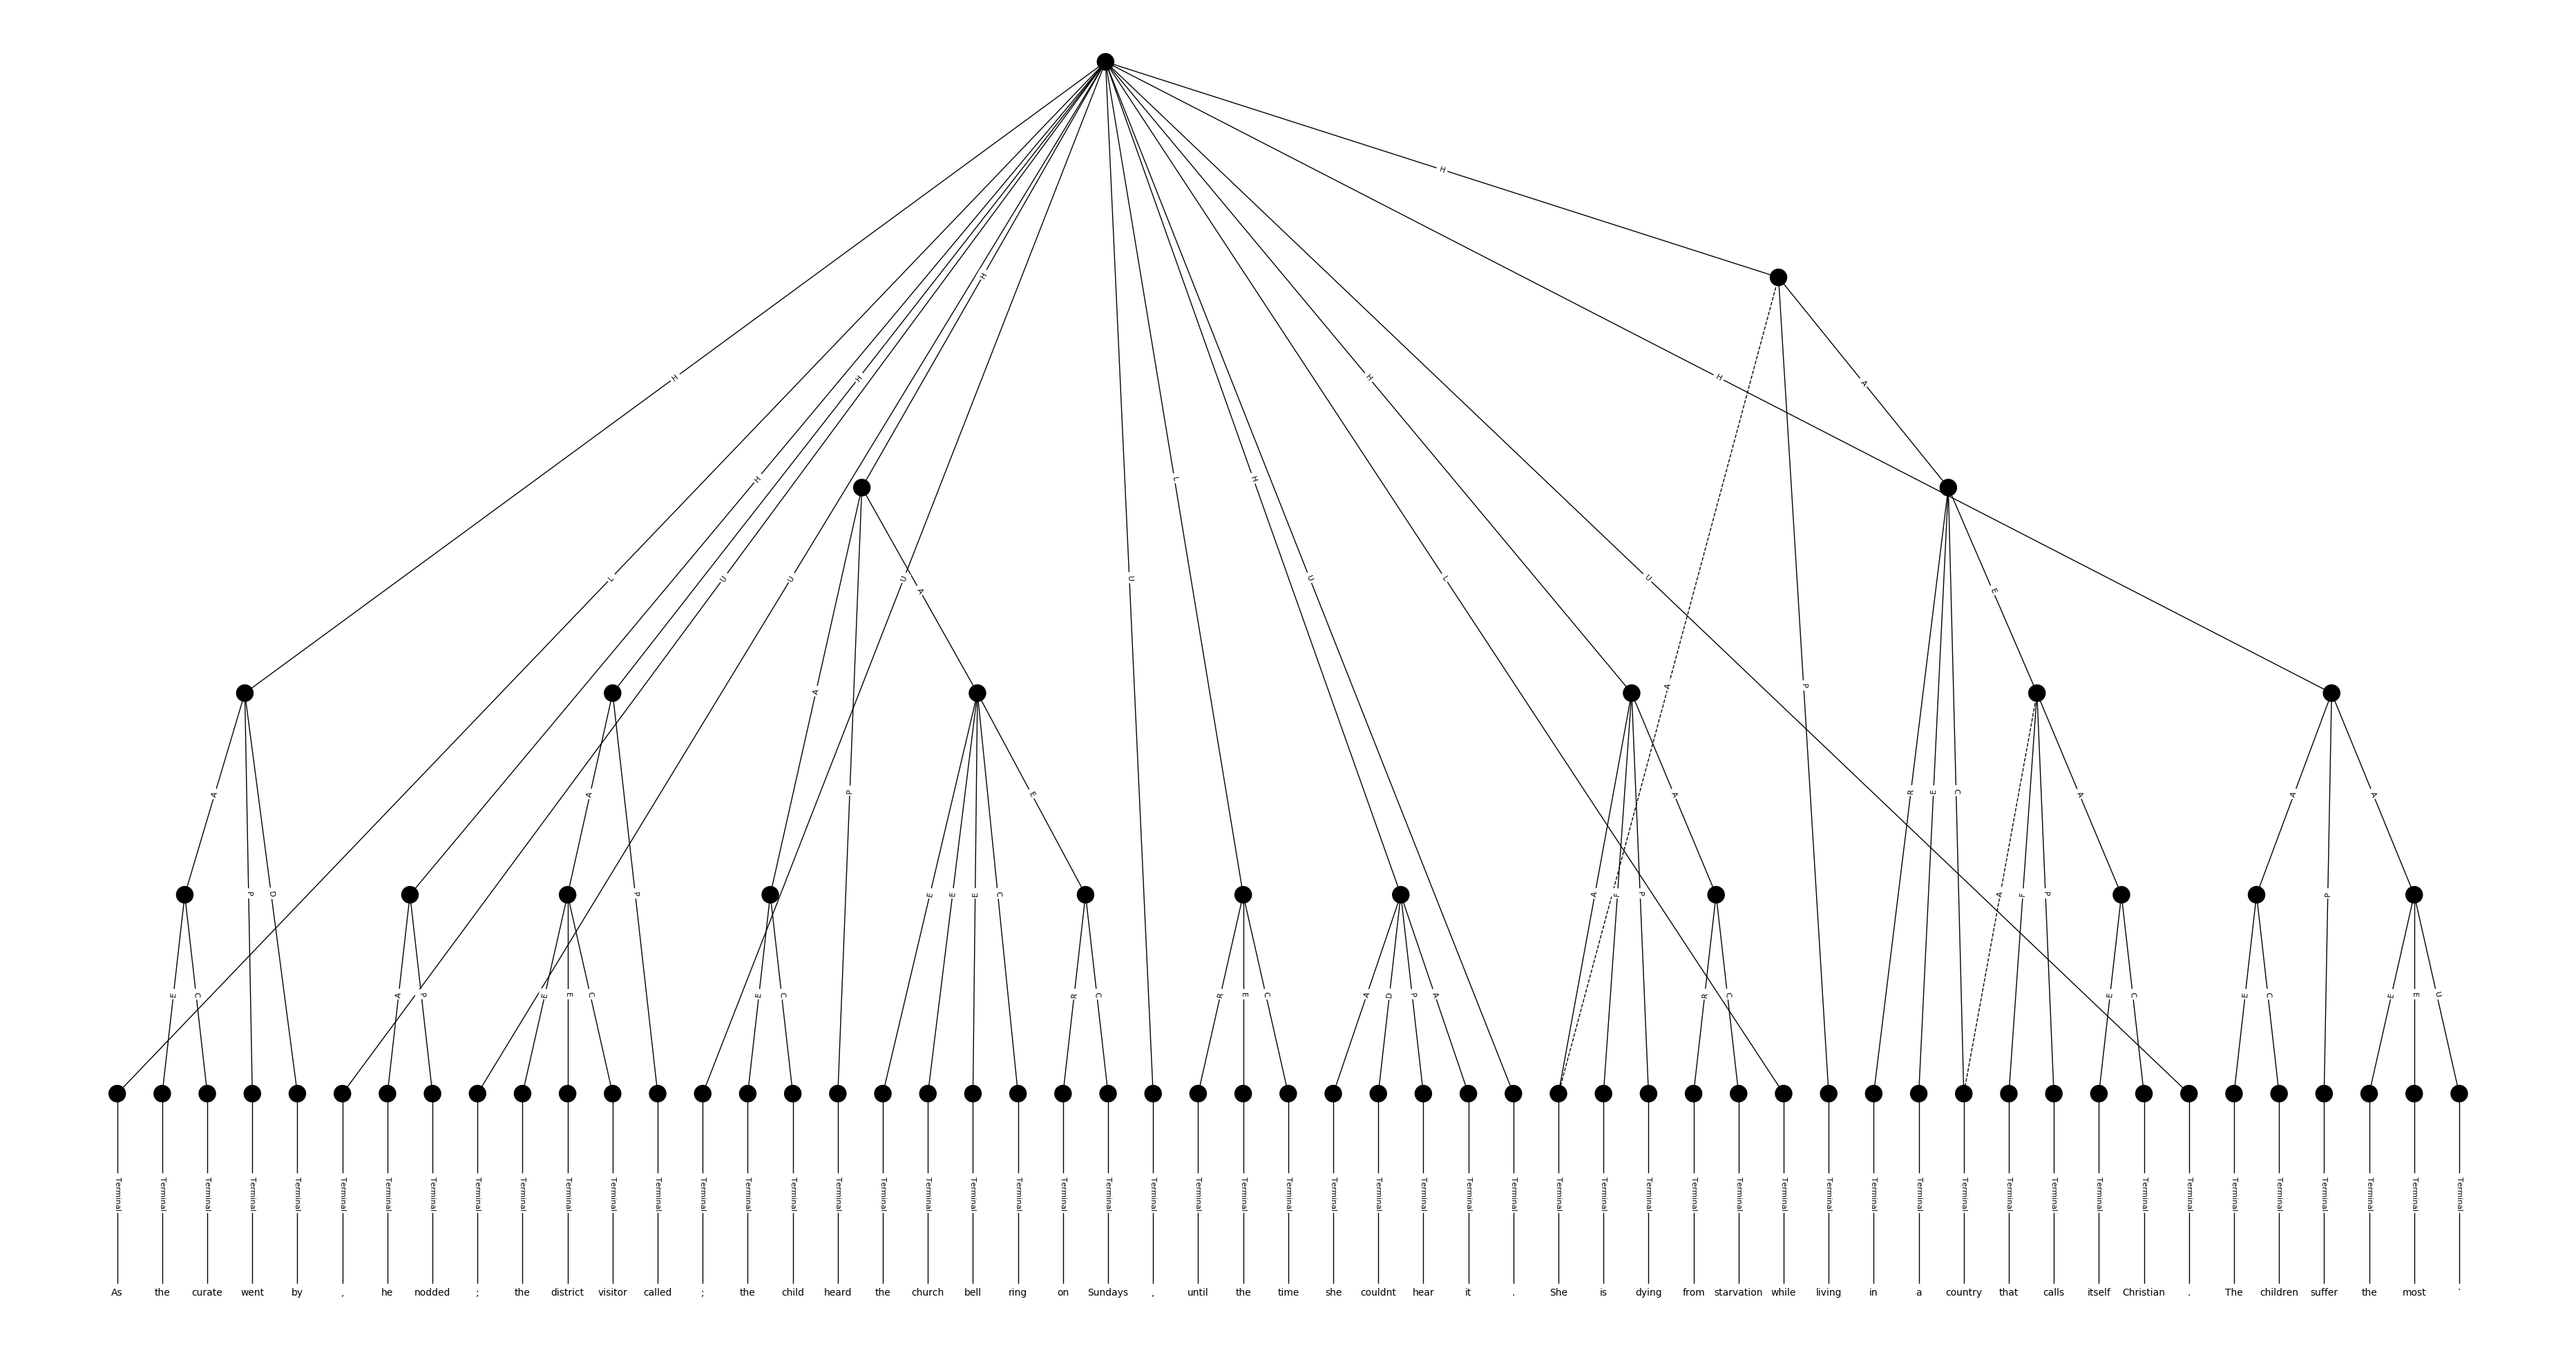 H
H
A
H
H
H
H
L
H
H
E
L
U
U
U
A
U
A
U
L
U
A
P
A
P
A
A
E
R
E
C
A
A
A
P
D
P
E
E
E
C
A
F
P
A
F
P
P
E
C
A
P
E
E
C
E
C
R
C
R
E
C
A
D
P
A
R
C
E
C
E
C
E
E
U
Terminal Terminal Terminal Terminal Terminal Terminal Terminal Terminal Terminal Terminal Terminal Terminal Terminal Terminal Terminal Terminal Terminal Terminal Terminal Terminal Terminal Terminal Terminal Terminal Terminal Terminal Terminal Terminal Terminal Terminal Terminal Terminal Terminal Terminal Terminal Terminal Terminal Terminal Terminal Terminal Terminal Terminal Terminal Terminal Terminal Terminal Terminal Terminal Terminal Terminal Terminal Terminal Terminal
As the curate went by , he nodded ; the district visitor called ; the child heard the church bell ring on Sundays , until the time she couldnt hear it . She is dying from starvation while living in a country that calls itself Christian . The children suffer the most .